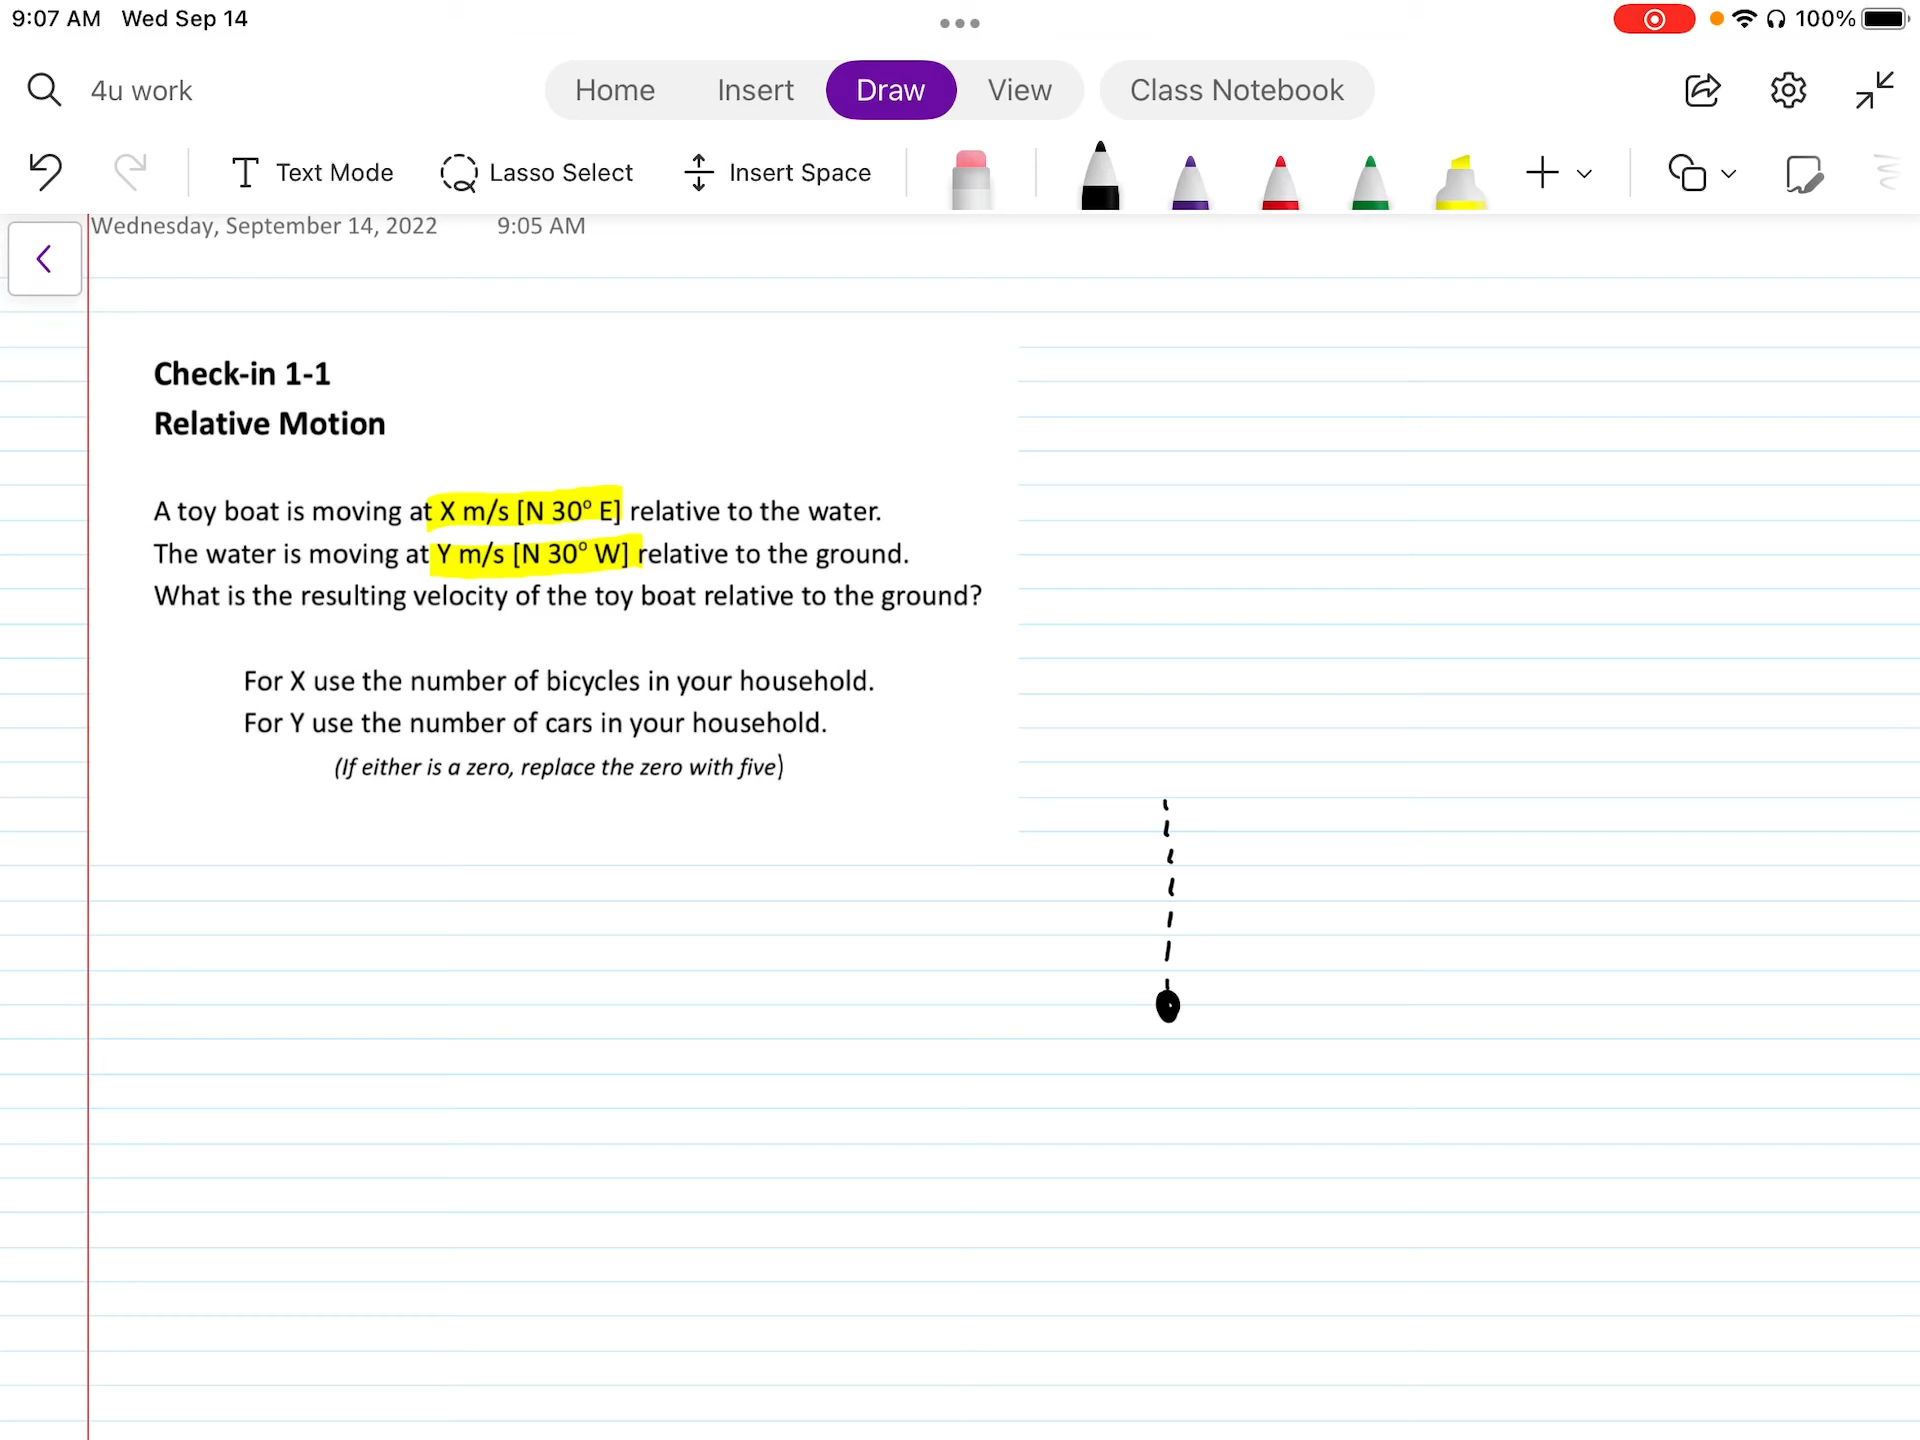 9:07 AM Wed Sep 14
100%
4u work
Home Insert Draw View Class Notebook
Text Mode Lasso Select Insert Space
Wednesday, September 14, 2022 9:05 AM
Check-in 1-1
Relative Motion
A toy boat is moving at X m/s [N 30° E] relative to the water.
The water is moving at Y m/s [N 30° W] relative to the ground.
What is the resulting velocity of the toy boat relative to the ground?
For X use the number of bicycles in your household.
For Y use the number of cars in your household.
(If either is a zero, replace the zero with five)